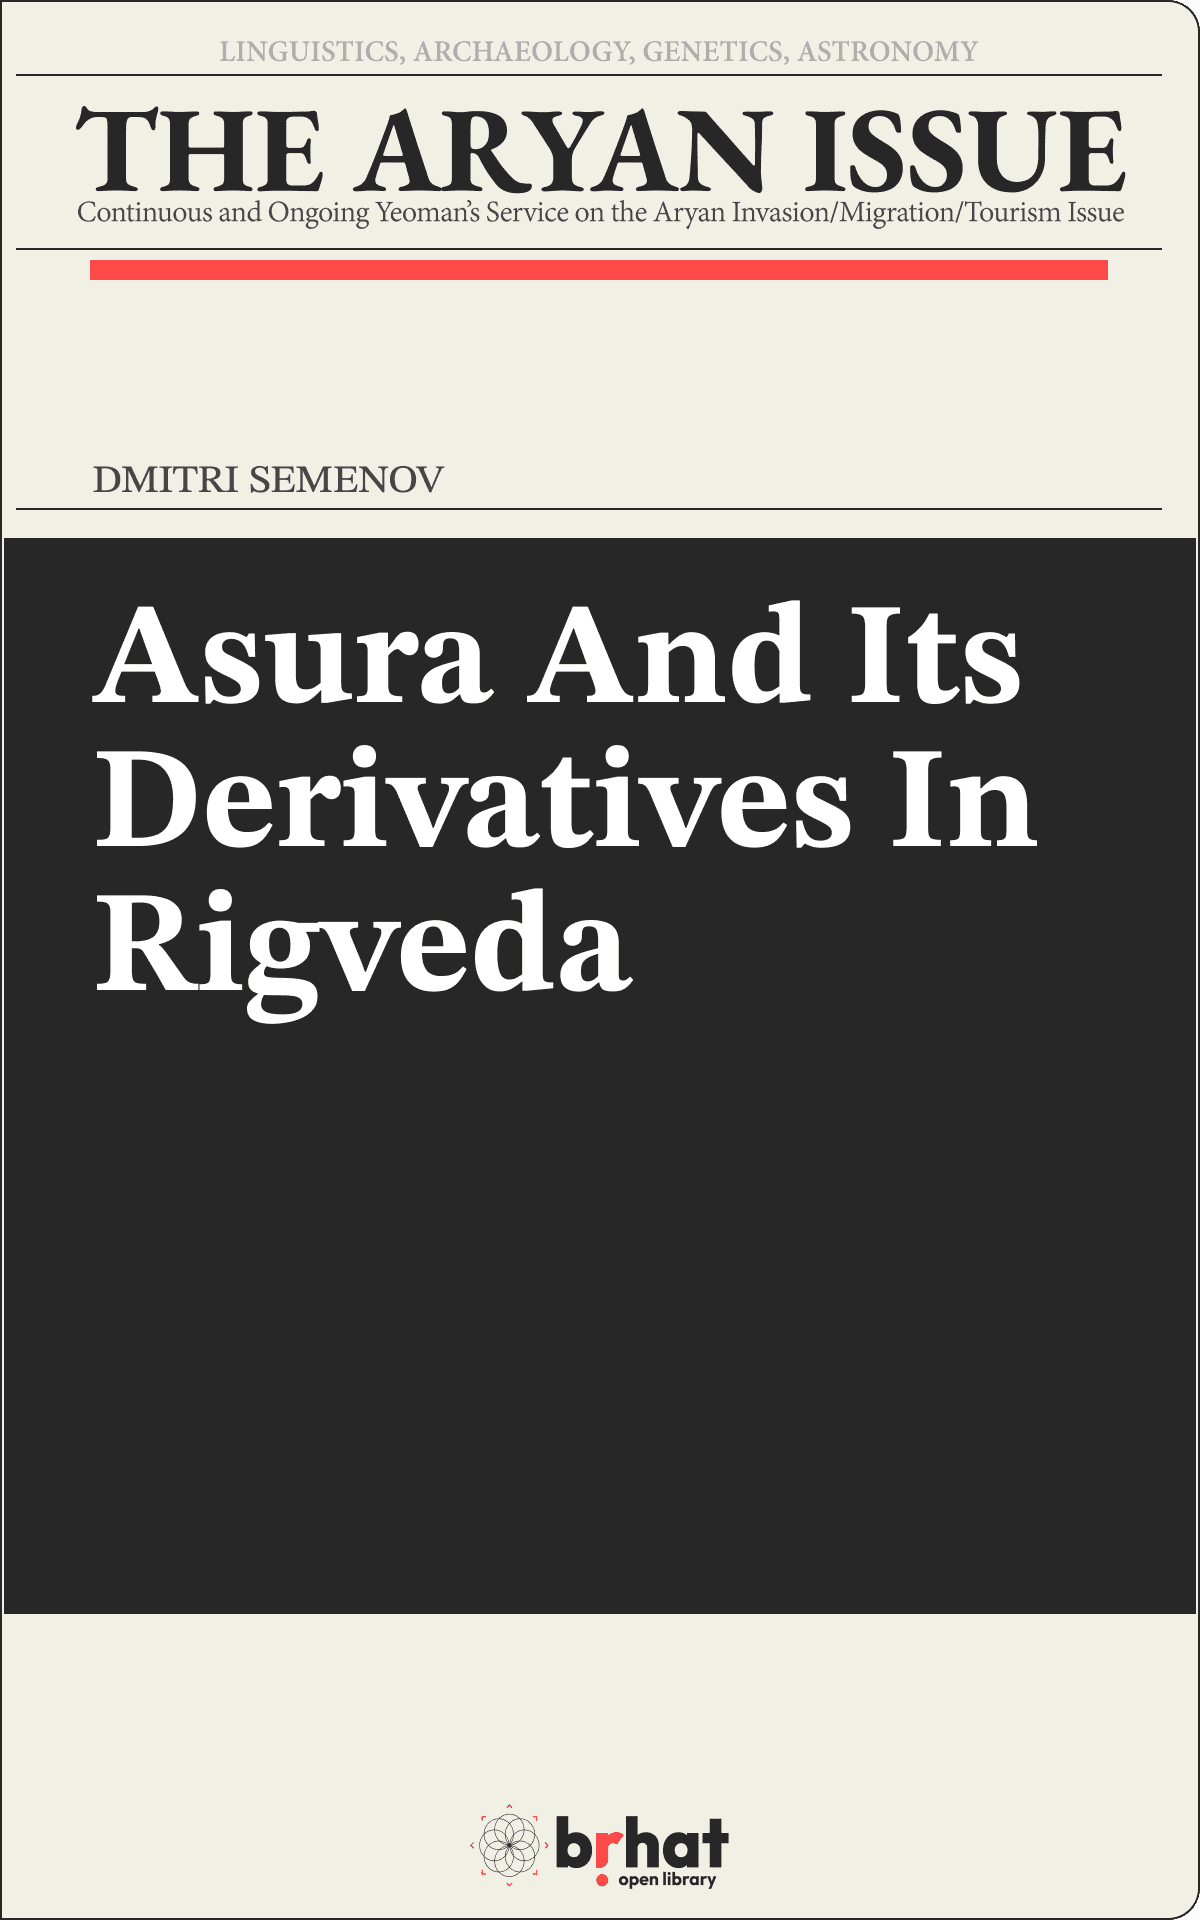 LINGUISTICS, ARCHAEOLOGY, GENETICS, ASTRONOMY
THE ARYAN ISSUE
Continuous and Ongoing Yeoman’s Service on the Aryan Invasion/Migration/Tourism Issue
DMITRI SEMENOV
Asura And Its
Derivatives In
Rigveda
bṛhat
open library